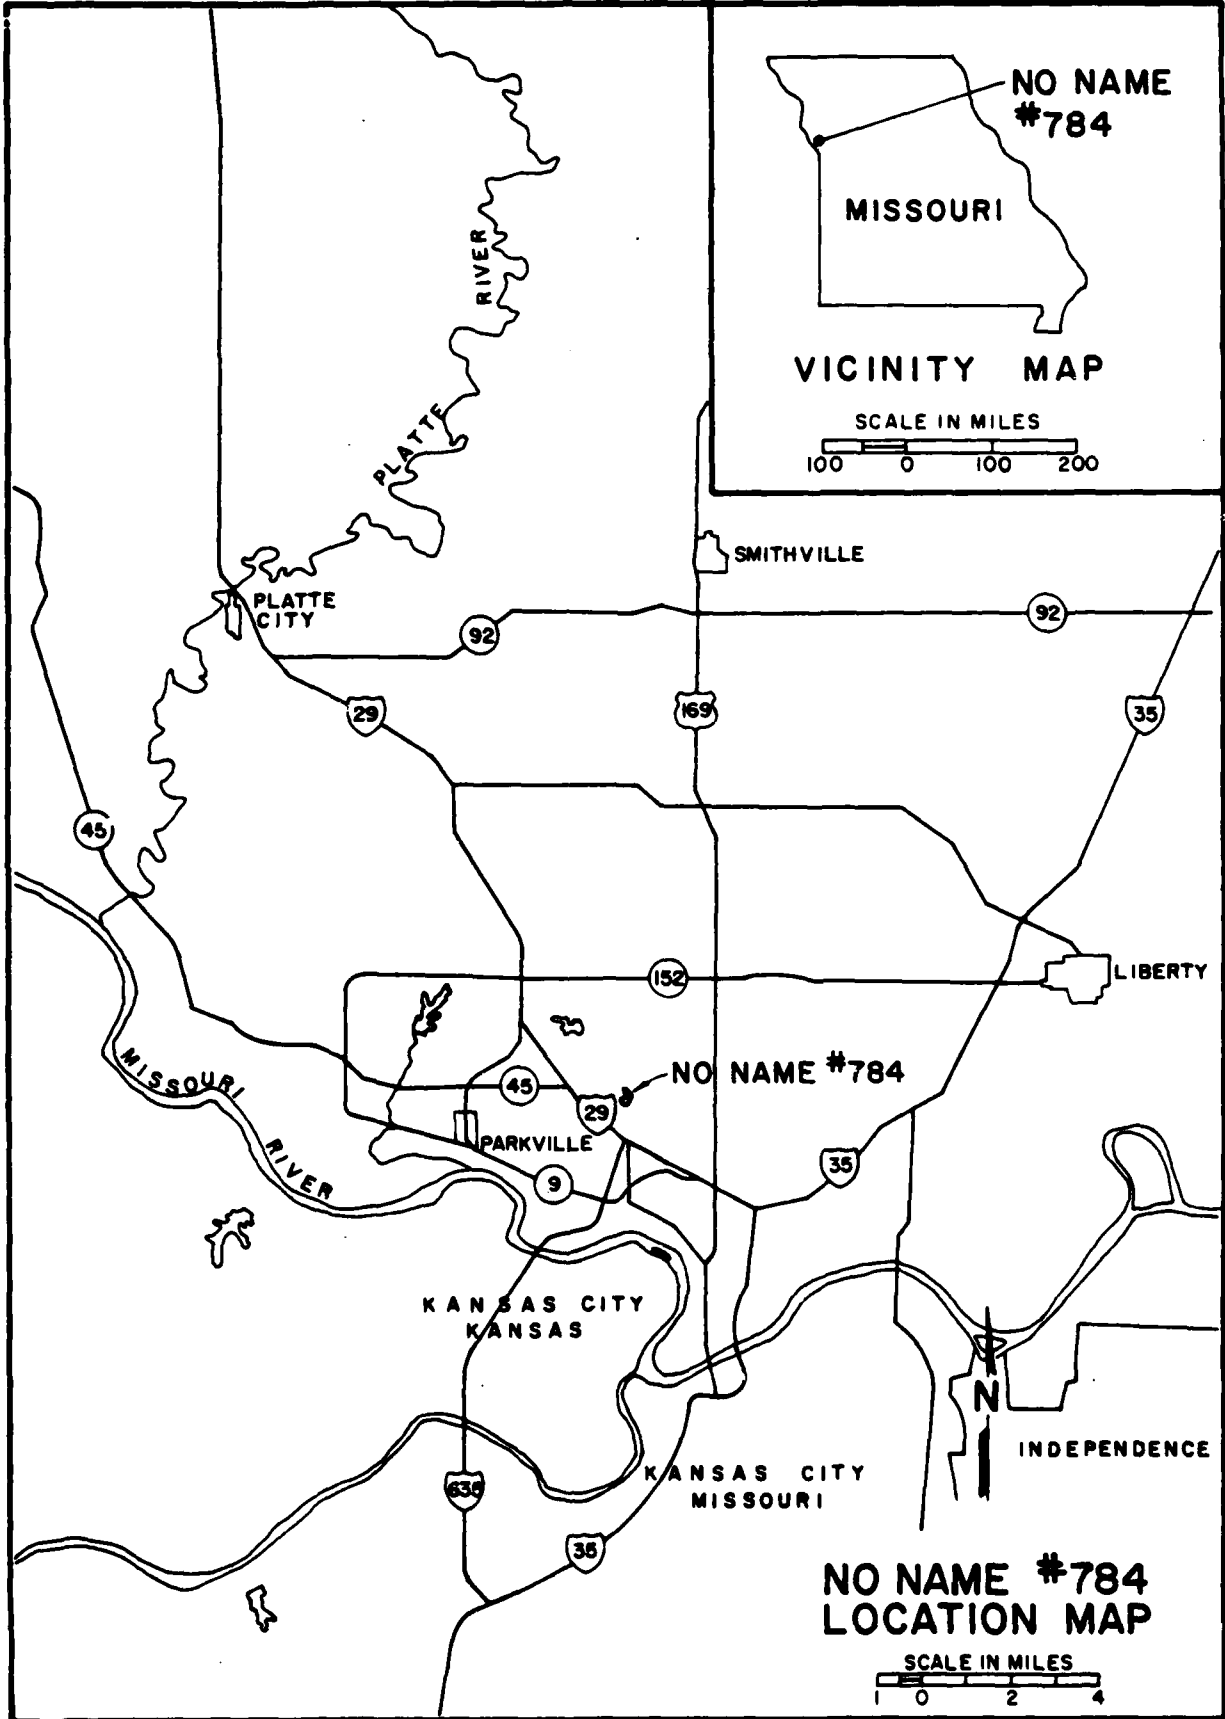 NO NAME
#784
MISSOURI
VICINITY MAP
SCALE IN MILES
100 0 100 200
PLATTE RIVER
SMITHVILLE
PLATTE
CITY
92
92
29
169
35
45
152
LIBERTY
MISSOURI RIVER
NO NAME #784
45
29
PARKVILLE
9
35
KANSAS CITY
KANSAS
N
INDEPENDENCE
KANSAS CITY
MISSOURI
635
35
NO NAME #784
LOCATION MAP
SCALE IN MILES
1 0 2 4